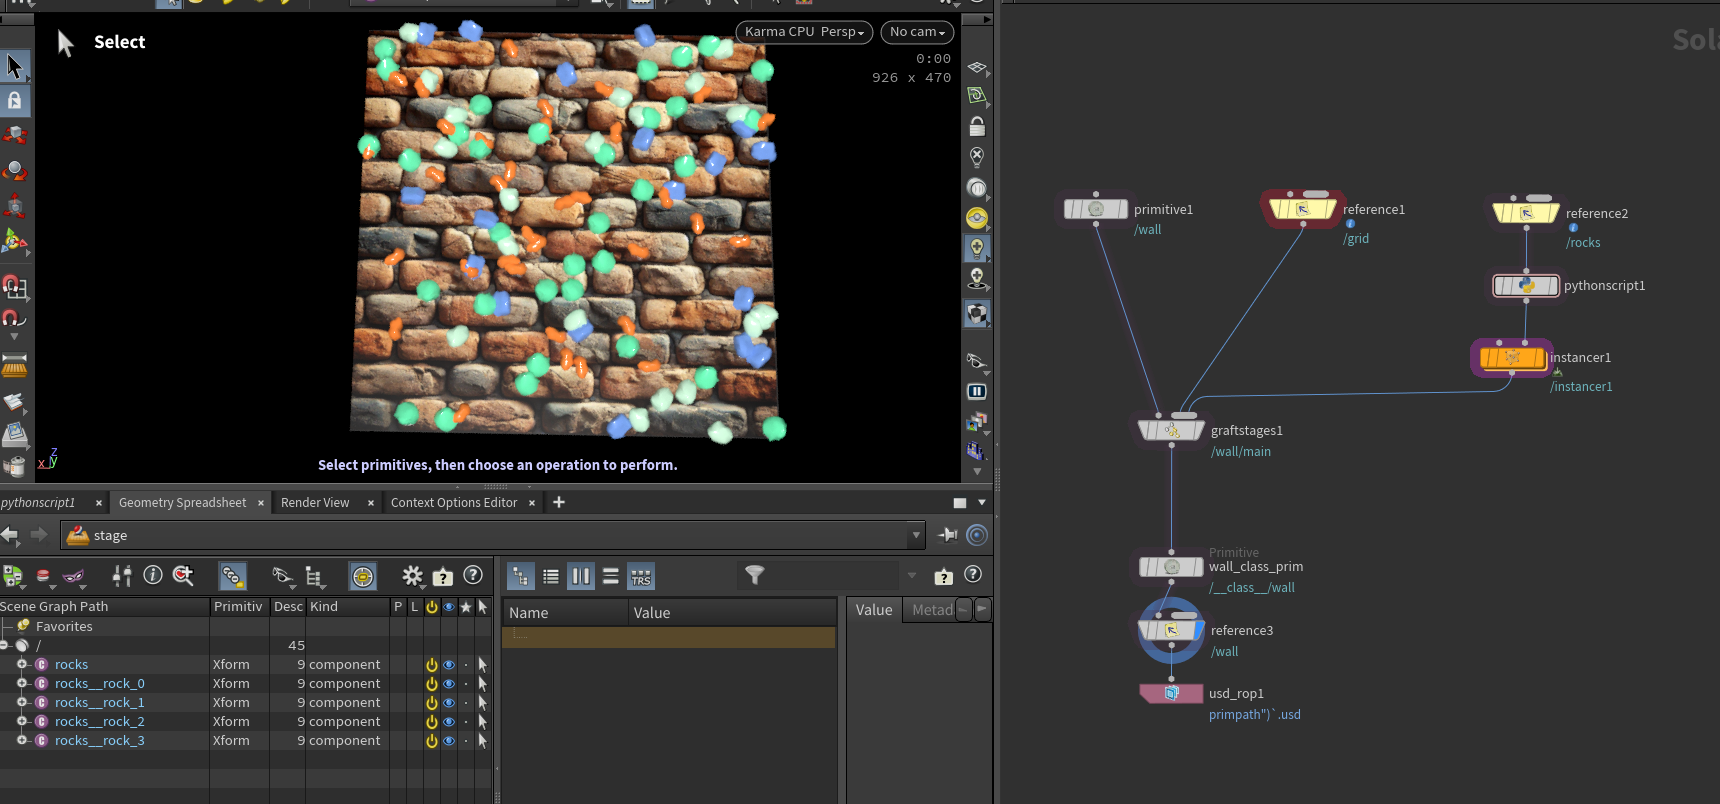 Select
Karma CPU Persp
No cam
0:00
926 x 470
Select primitives, then choose an operation to perform.
z
x y
pythonscript1
Geometry Spreadsheet
Render View
Context Options Editor
stage
Scene Graph Path Primitiv Desc Kind P L
Favorites
/ 45
rocks Xform 9 component
rocks__rock_0 Xform 9 component
rocks__rock_1 Xform 9 component
rocks__rock_2 Xform 9 component
rocks__rock_3 Xform 9 component
TRS
Name Value
Value Metad
Sol
primitive1
/wall
reference1
/grid
reference2
/rocks
pythonscript1
instancer1
/instancer1
graftstages1
/wall/main
Primitive
wall_class_prim
/__class__/wall
reference3
/wall
usd_rop1
primpath")`.usd